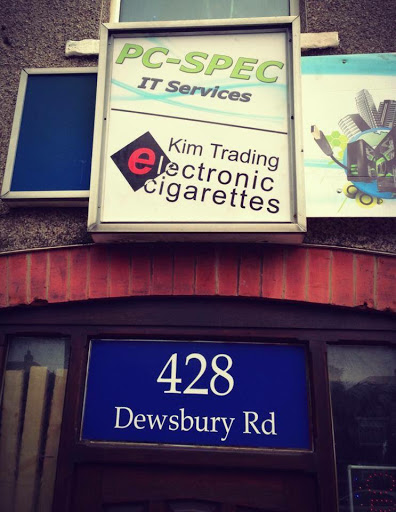 PC-SPEC
IT Services
Kim Trading
electronic
cigarettes
428
Dewsbury Rd